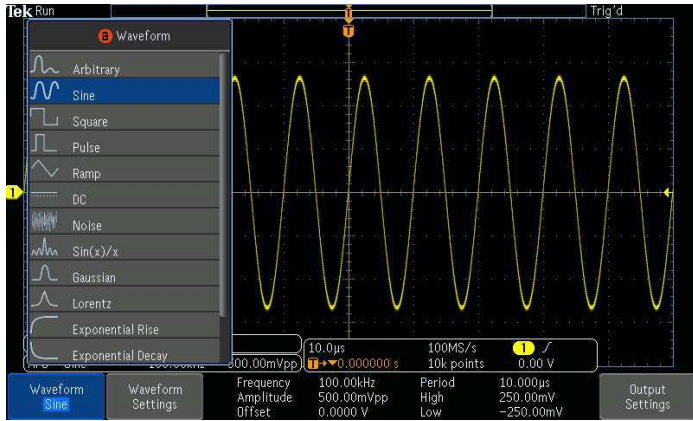 Tek Run Trig'd
T
a Waveform
Arbitrary
Sine
Square
Pulse
Ramp
1
DC
Noise
Sin(x)/x
Gaussian
Lorentz
Exponential Rise
Exponential Decay
10.0µs 100MS/s 1
500.00mVpp T→▼0.000000 s 10k points 0.00 V
Waveform
Sine
Waveform
Settings
Frequency 100.00kHz Period 10.000µs
Amplitude 500.00mVpp High 250.00mV
Offset 0.0000 V Low −250.00mV
Output
Settings